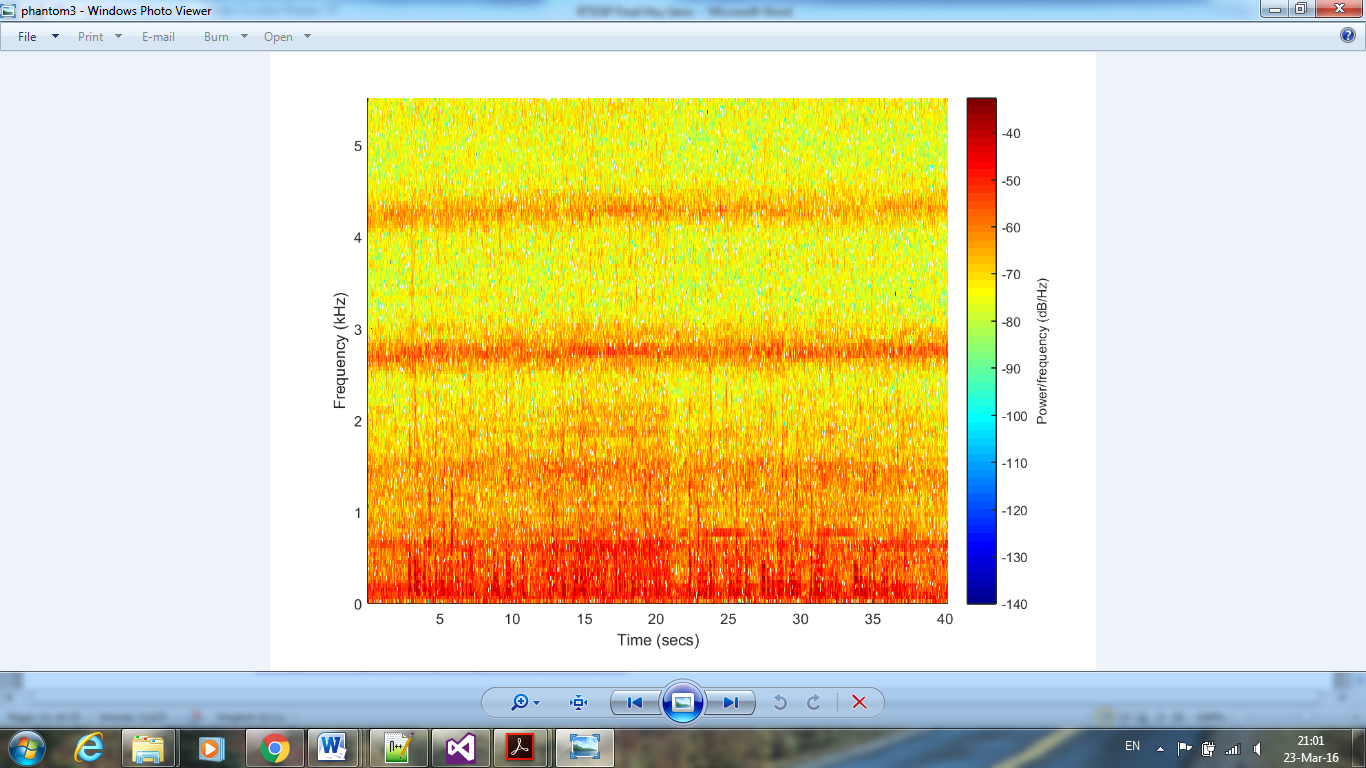 phantom3 - Windows Photo Viewer
File Print E-mail Burn Open
5
4
3
2
1
0
Frequency (kHz)
5 10 15 20 25 30 35 40
Time (secs)
-40
-50
-60
-70
-80
-90
-100
-110
-120
-130
-140
Power/frequency (dB/Hz)
EN
21:01
23-Mar-16